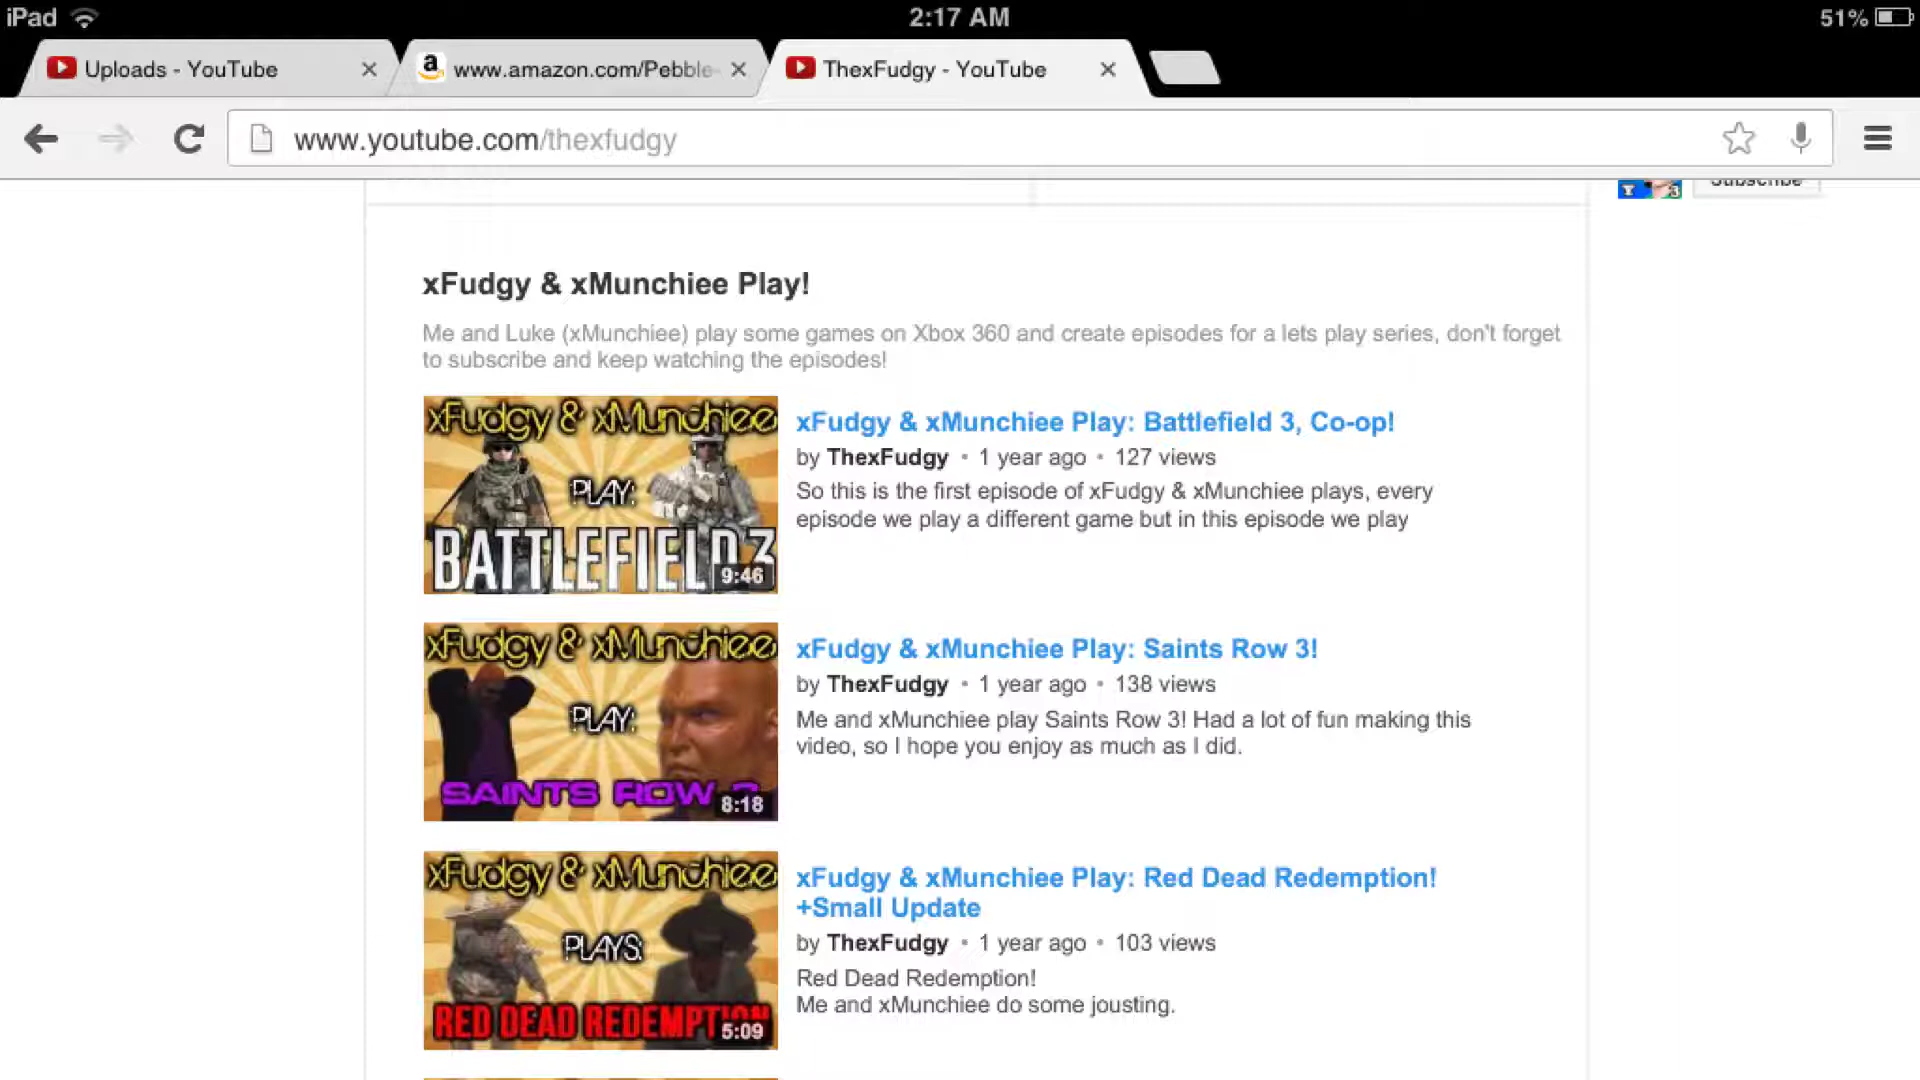 iPad
2:17 AM
51%
Uploads - YouTube
www.amazon.com/Pebble
ThexFudgy - YouTube
www.youtube.com/thexfudgy
Subscribe
xFudgy & xMunchiee Play!
Me and Luke (xMunchiee) play some games on Xbox 360 and create episodes for a lets play series, don't forget
to subscribe and keep watching the episodes!
xFudgy & xMunchiee
PLAY:
BATTLEFIELD 3
9:46
xFudgy & xMunchiee Play: Battlefield 3, Co-op!
by ThexFudgy • 1 year ago • 127 views
So this is the first episode of xFudgy & xMunchiee plays, every
episode we play a different game but in this episode we play
xFudgy & xMunchiee
PLAY:
SAINTS ROW
8:18
xFudgy & xMunchiee Play: Saints Row 3!
by ThexFudgy • 1 year ago • 138 views
Me and xMunchiee play Saints Row 3! Had a lot of fun making this
video, so I hope you enjoy as much as I did.
xFudgy & xMunchiee
PLAYS:
RED DEAD REDEMPTION
5:09
xFudgy & xMunchiee Play: Red Dead Redemption!
+Small Update
by ThexFudgy • 1 year ago • 103 views
Red Dead Redemption!
Me and xMunchiee do some jousting.